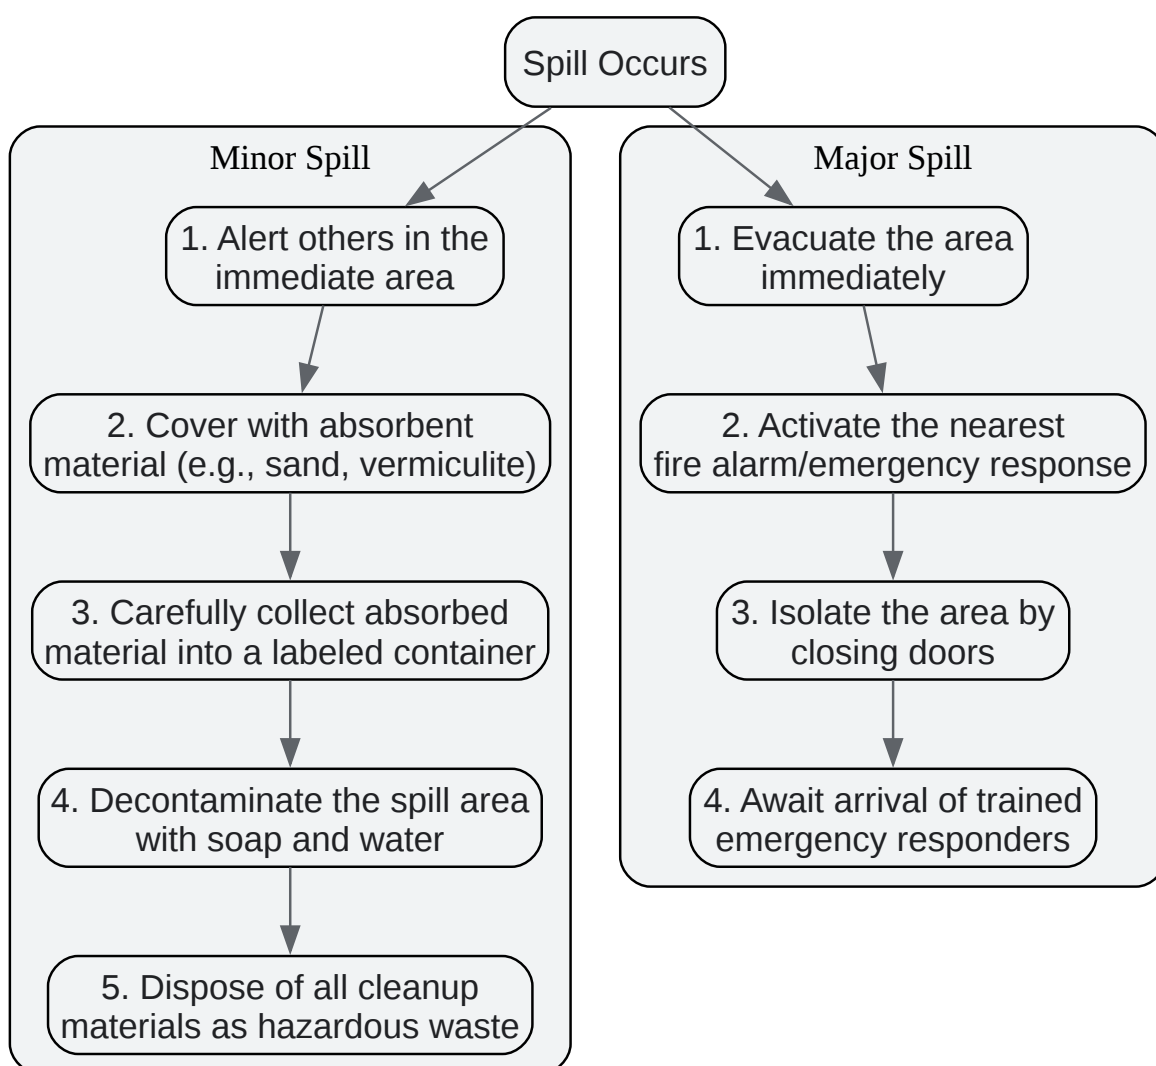 Spill Occurs
Minor Spill
1. Alert others in the
immediate area
2. Cover with absorbent
material (e.g., sand, vermiculite)
3. Carefully collect absorbed
material into a labeled container
4. Decontaminate the spill area
with soap and water
5. Dispose of all cleanup
materials as hazardous waste
Major Spill
1. Evacuate the area
immediately
2. Activate the nearest
fire alarm/emergency response
3. Isolate the area by
closing doors
4. Await arrival of trained
emergency responders